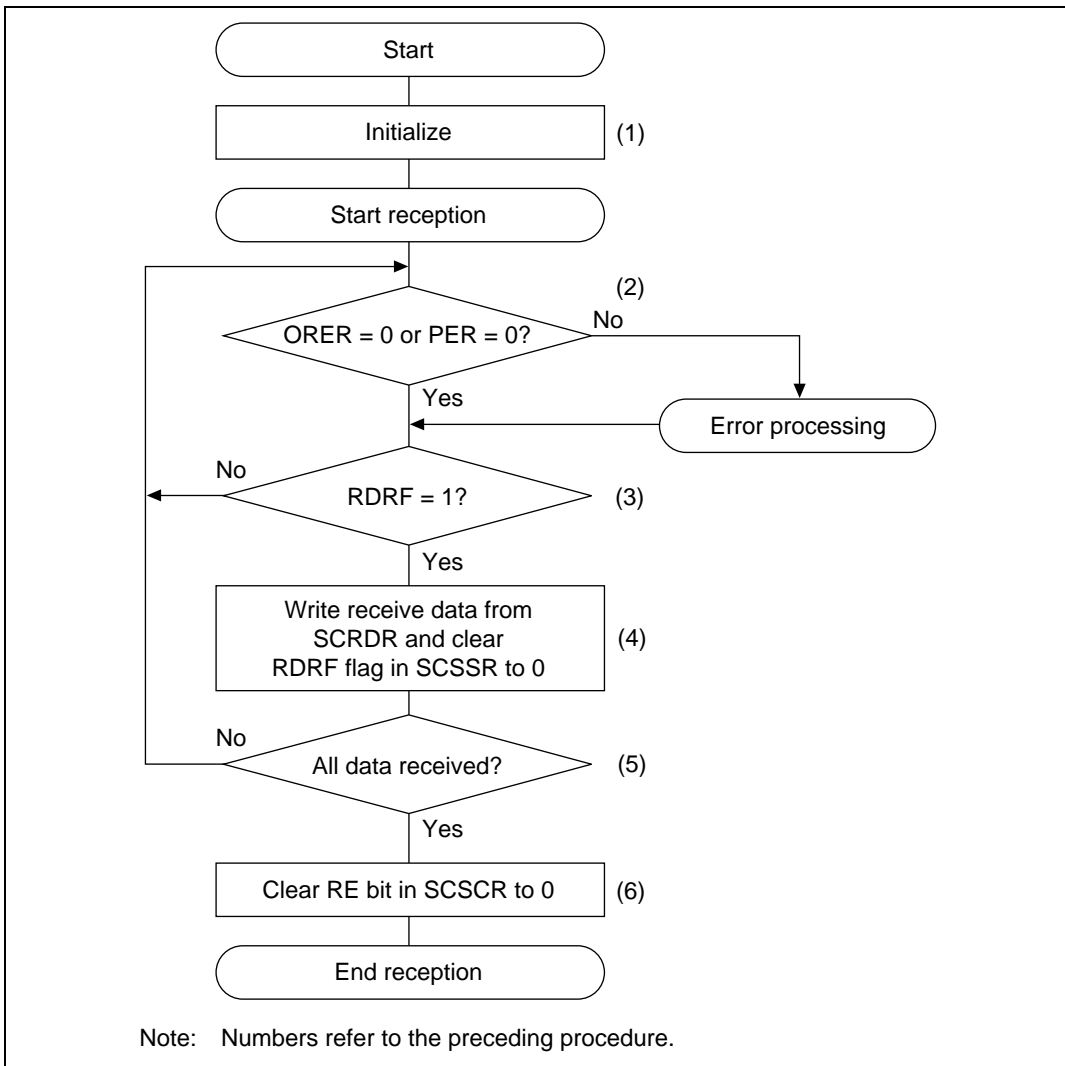 Start
Initialize
(1)
Start reception
(2)
ORER = 0 or PER = 0?
No
Yes
Error processing
No
RDRF = 1?
(3)
Yes
Write receive data from
SCRDR and clear
RDRF flag in SCSSR to 0
(4)
No
All data received?
(5)
Yes
Clear RE bit in SCSCR to 0
(6)
End reception
Note: Numbers refer to the preceding procedure.